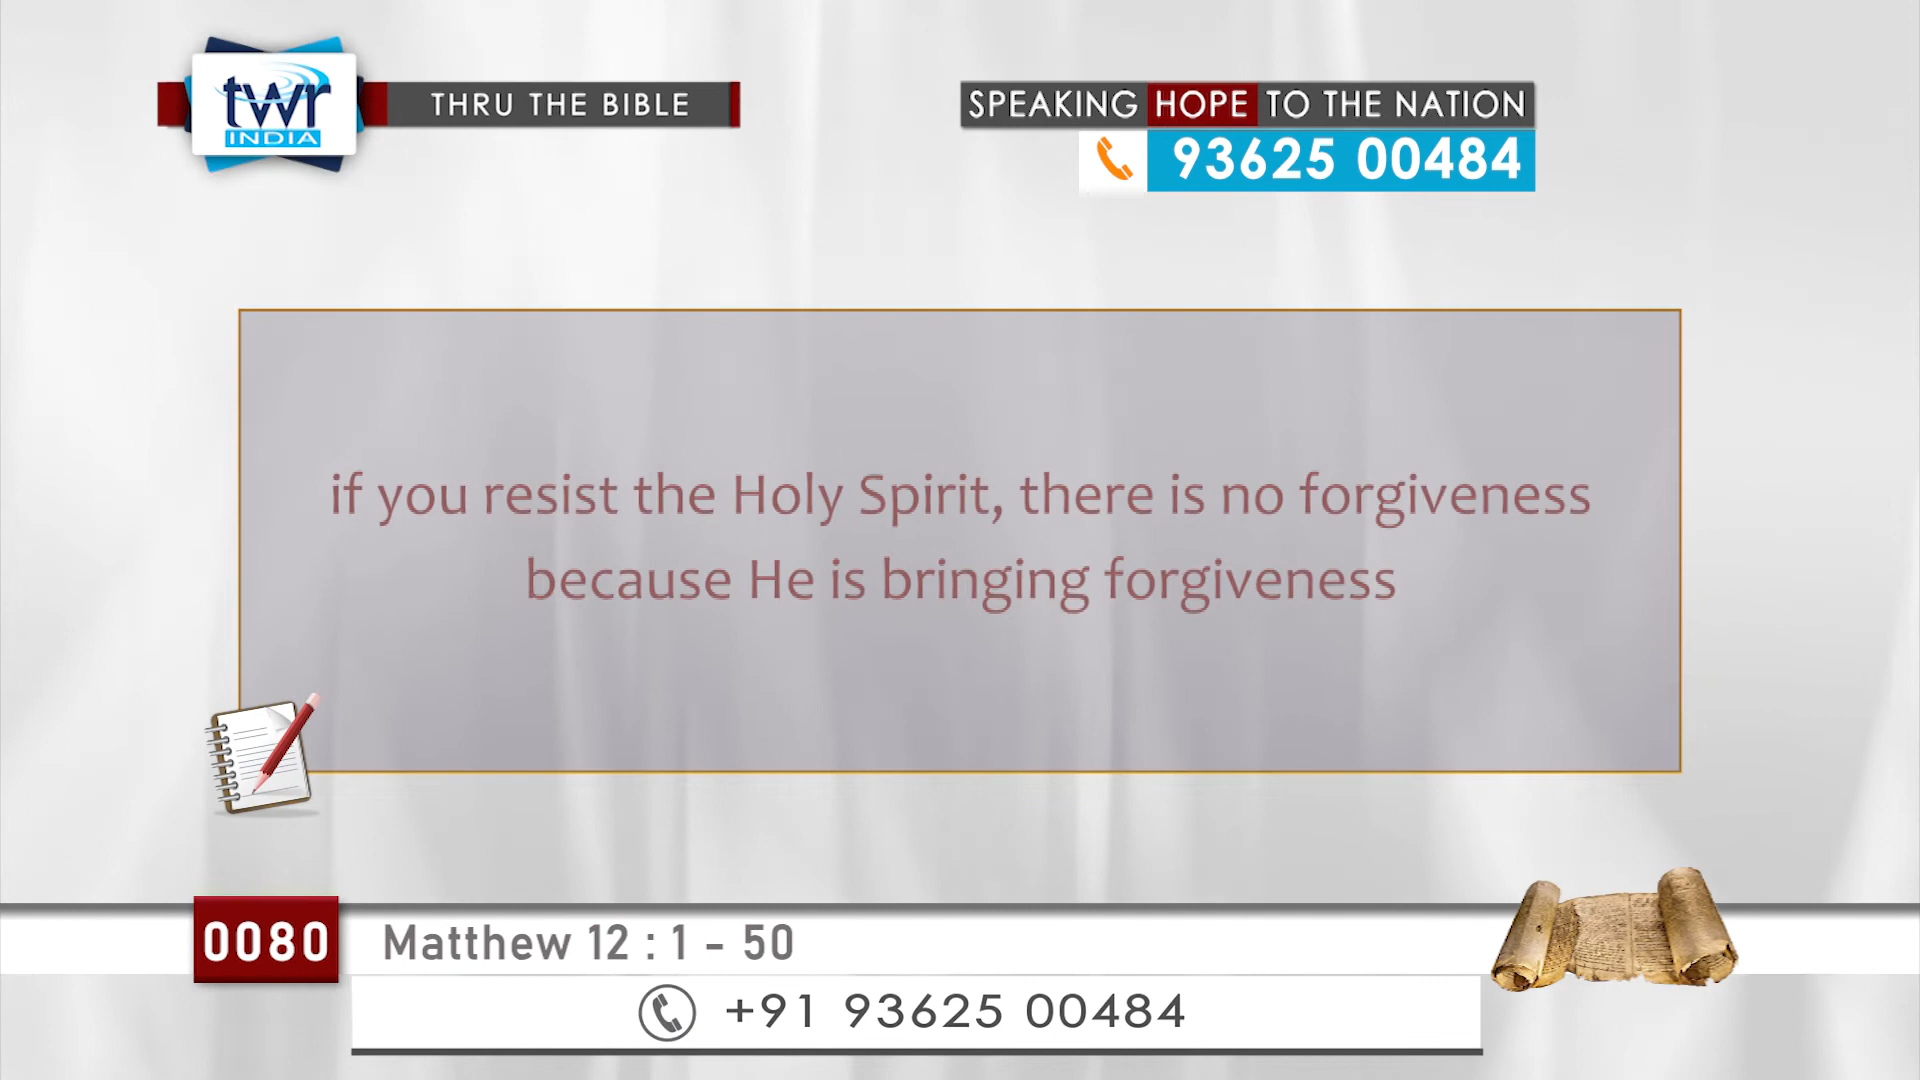 twr
INDIA
THRU THE BIBLE
SPEAKING HOPE TO THE NATION
93625 00484
if you resist the Holy Spirit, there is no forgiveness
because He is bringing forgiveness
0080
Matthew 12 : 1 - 50
+91 93625 00484